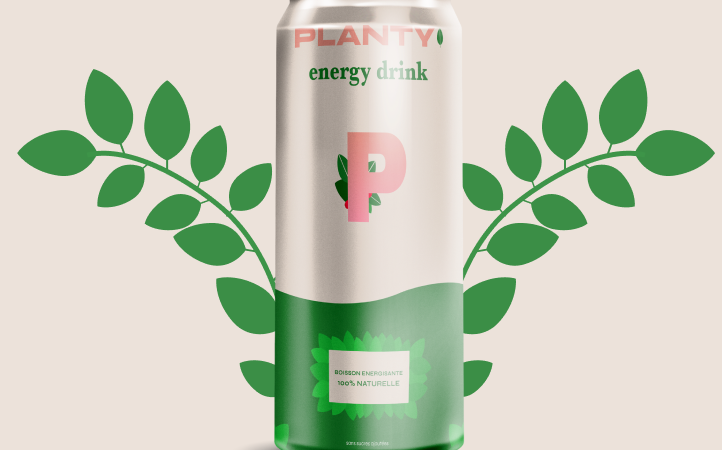 PLANTY
energy drink
P
BOISSON ENERGISANTE
100% NATURELLE